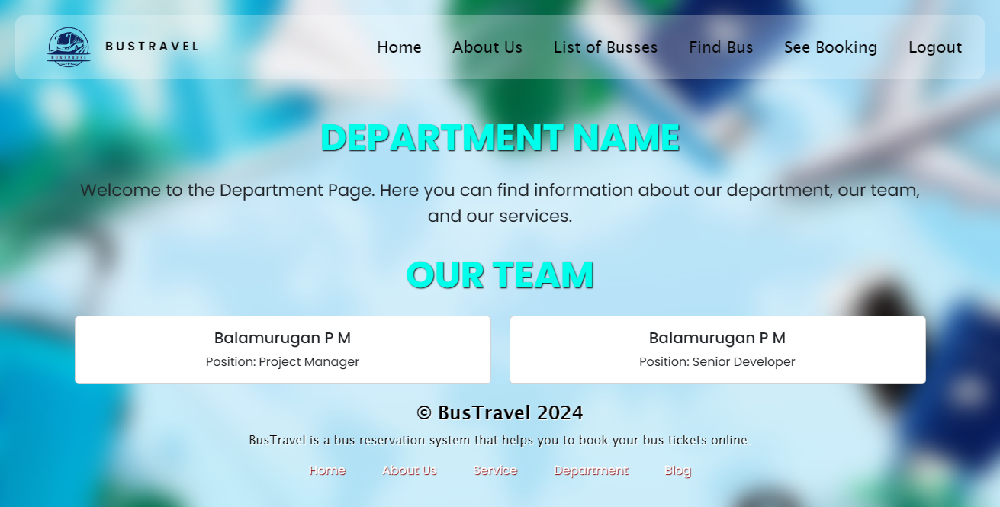 BUSTRAVEL
BUSTRAVEL
Home About Us List of Busses Find Bus See Booking Logout
DEPARTMENT NAME
Welcome to the Department Page. Here you can find information about our department, our team,
and our services.
OUR TEAM
Balamurugan P M
Position: Project Manager
Balamurugan P M
Position: Senior Developer
© BusTravel 2024
BusTravel is a bus reservation system that helps you to book your bus tickets online.
Home About Us Service Department Blog